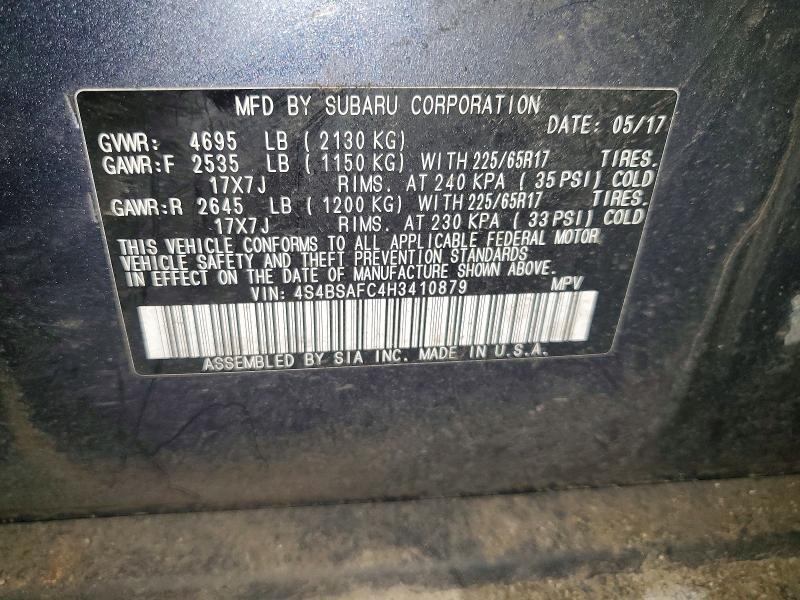 MFD BY SUBARU CORPORATION
DATE: 05/17
GVWR: 4695 LB ( 2130 KG)
GAWR:F 2535 LB ( 1150 KG) WITH 225/65R17 TIRES.
17X7J RIMS. AT 240 KPA ( 35 PSI) COLD
GAWR:R 2645 LB ( 1200 KG) WITH 225/65R17 TIRES.
17X7J RIMS. AT 230 KPA ( 33 PSI) COLD
THIS VEHICLE CONFORMS TO ALL APPLICABLE FEDERAL MOTOR
VEHICLE SAFETY AND THEFT PREVENTION STANDARDS
IN EFFECT ON THE DATE OF MANUFACTURE SHOWN ABOVE.
VIN: 4S4BSAFC4H3410879 MPV
ASSEMBLED BY SIA INC. MADE IN U.S.A.